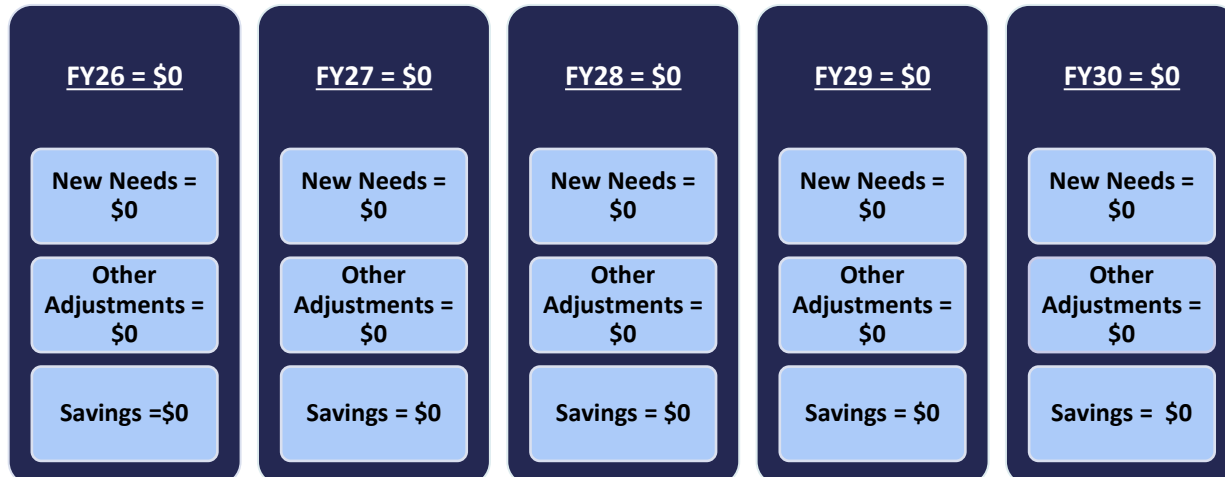 FY26 = $0
New Needs =
$0
Other
Adjustments =
$0
Savings =$0
FY27 = $0
New Needs =
$0
Other
Adjustments =
$0
Savings = $0
FY28 = $0
New Needs =
$0
Other
Adjustments =
$0
Savings = $0
FY29 = $0
New Needs =
$0
Other
Adjustments =
$0
Savings = $0
FY30 = $0
New Needs =
$0
Other
Adjustments =
$0
Savings =  $0